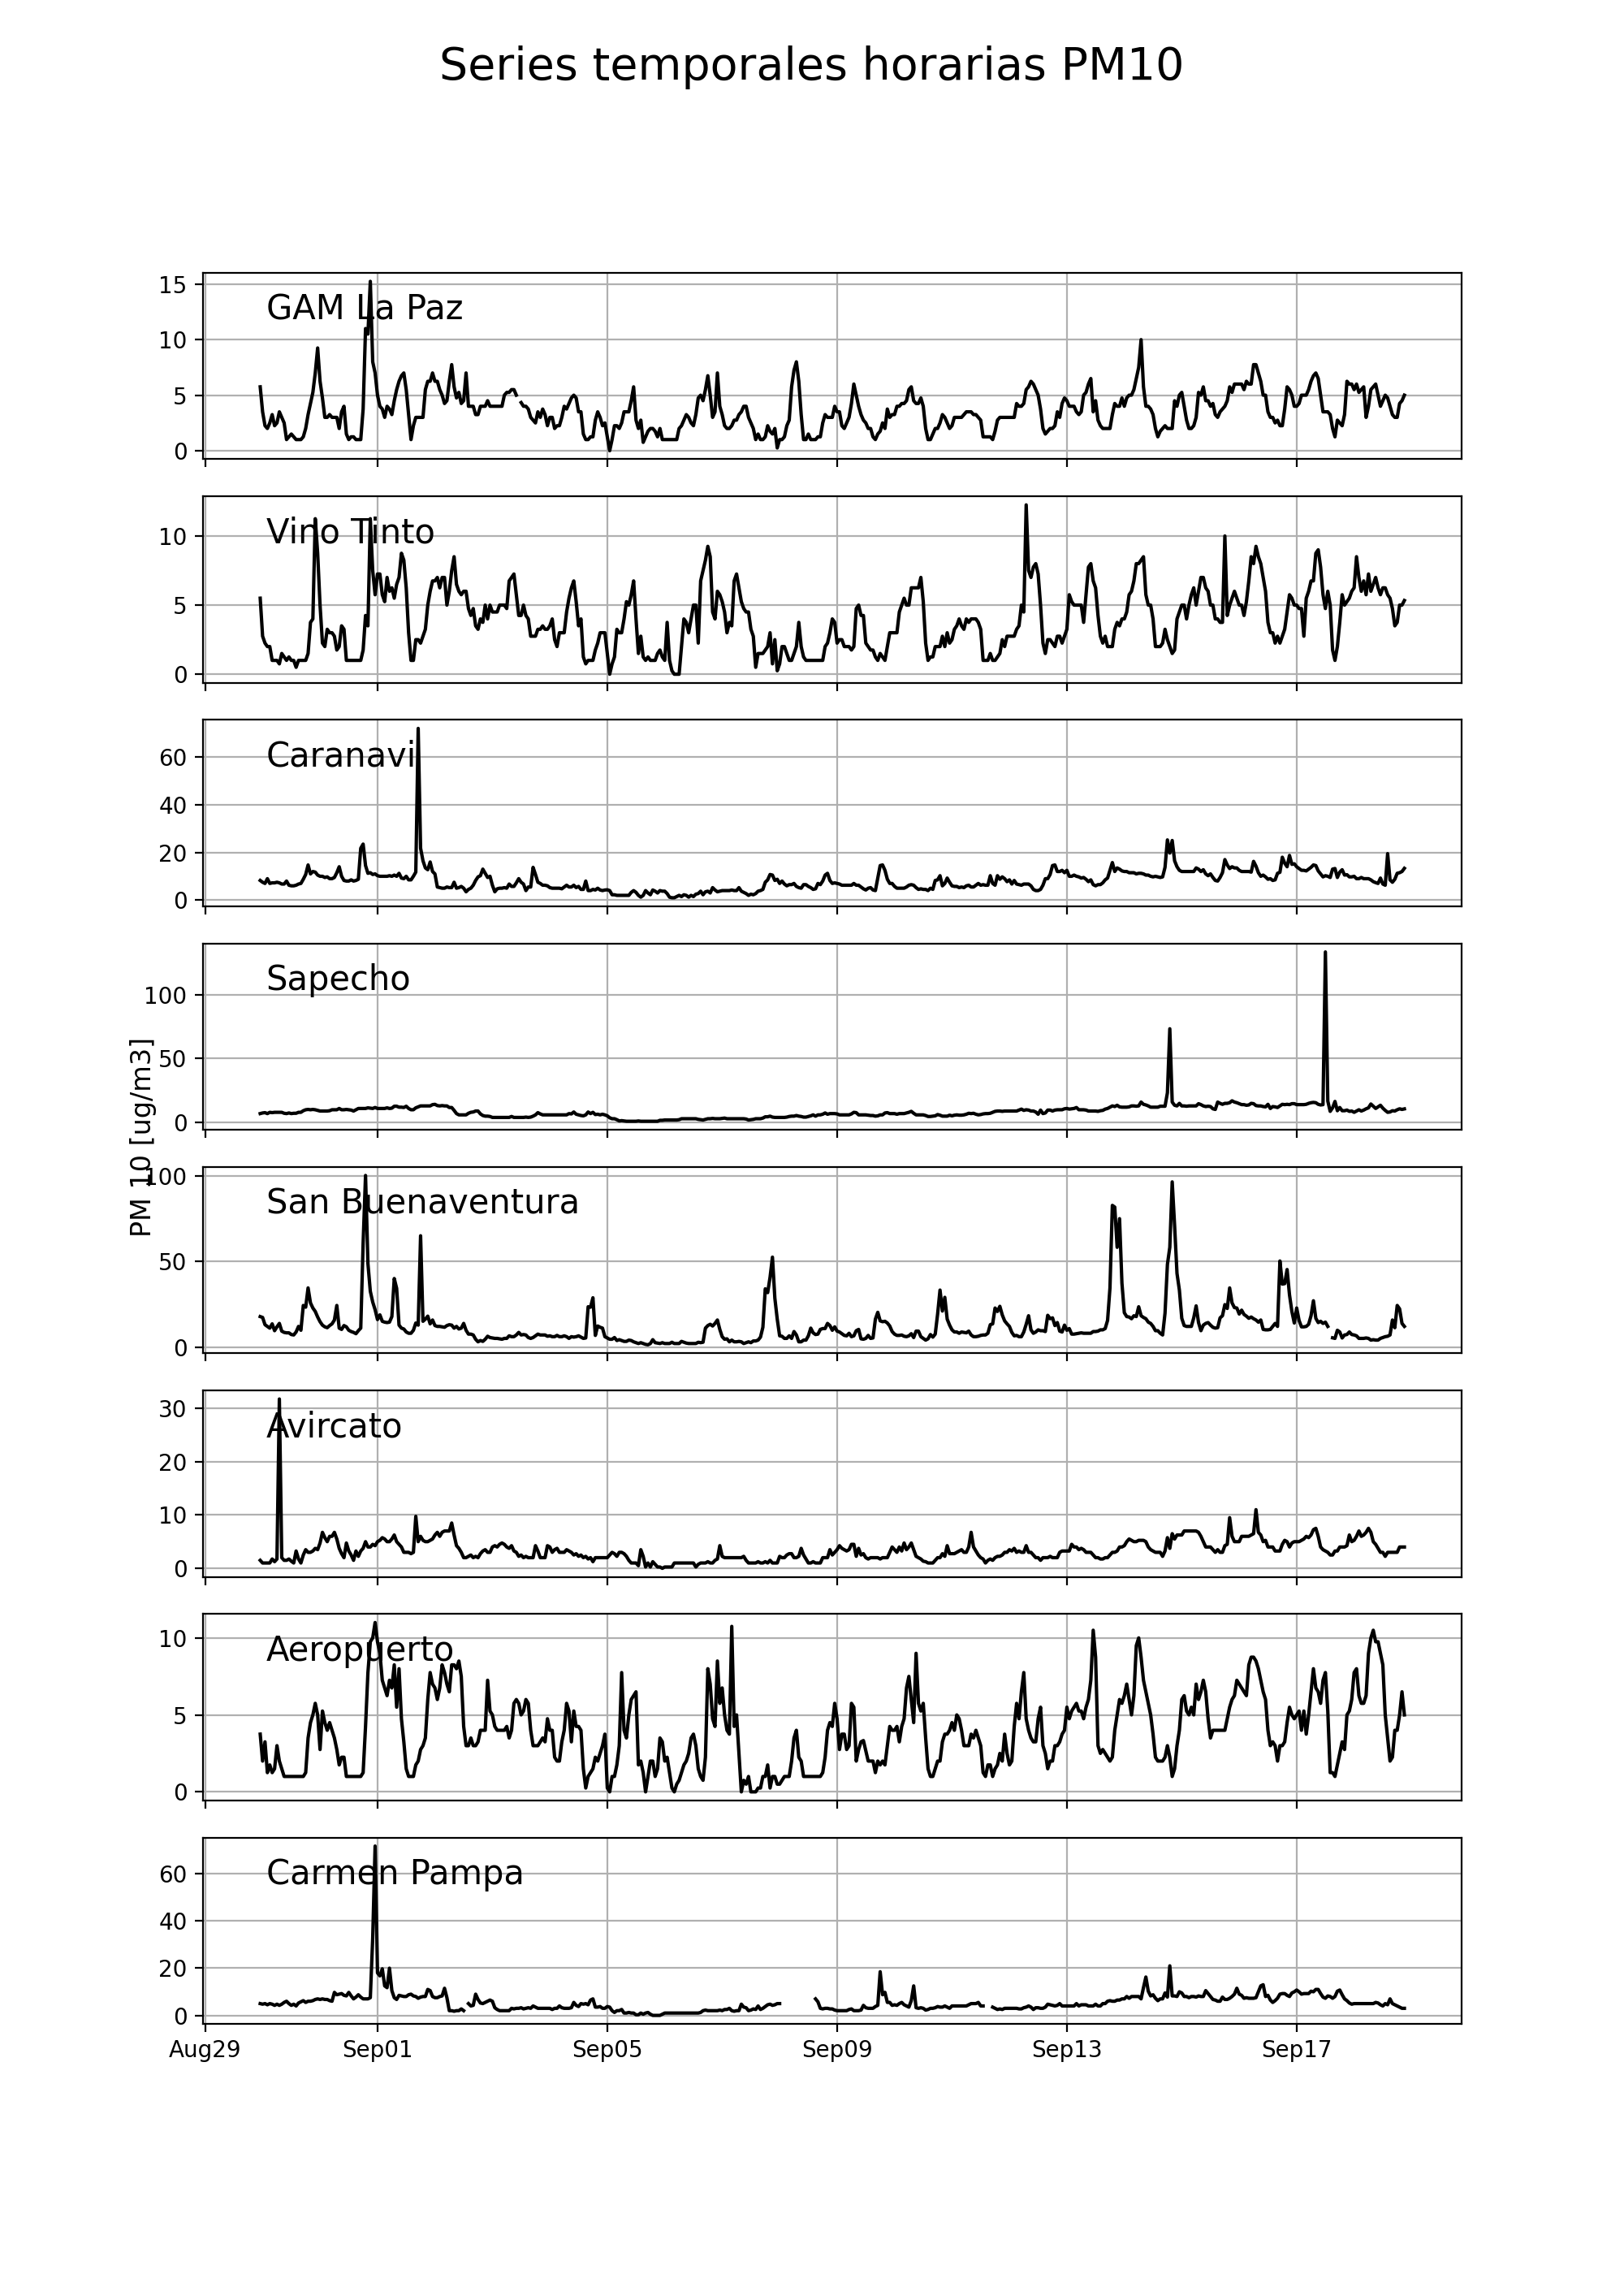 Series temporales horarias PM10
GAM La Paz
15
10
5
0
Vino Tinto
10
5
0
Caranavi
60
40
20
0
Sapecho
100
50
0
PM 10 [ug/m3]
San Buenaventura
100
50
0
Avircato
30
20
10
0
Aeropuerto
10
5
0
Carmen Pampa
60
40
20
0
Aug29 Sep01 Sep05 Sep09 Sep13 Sep17